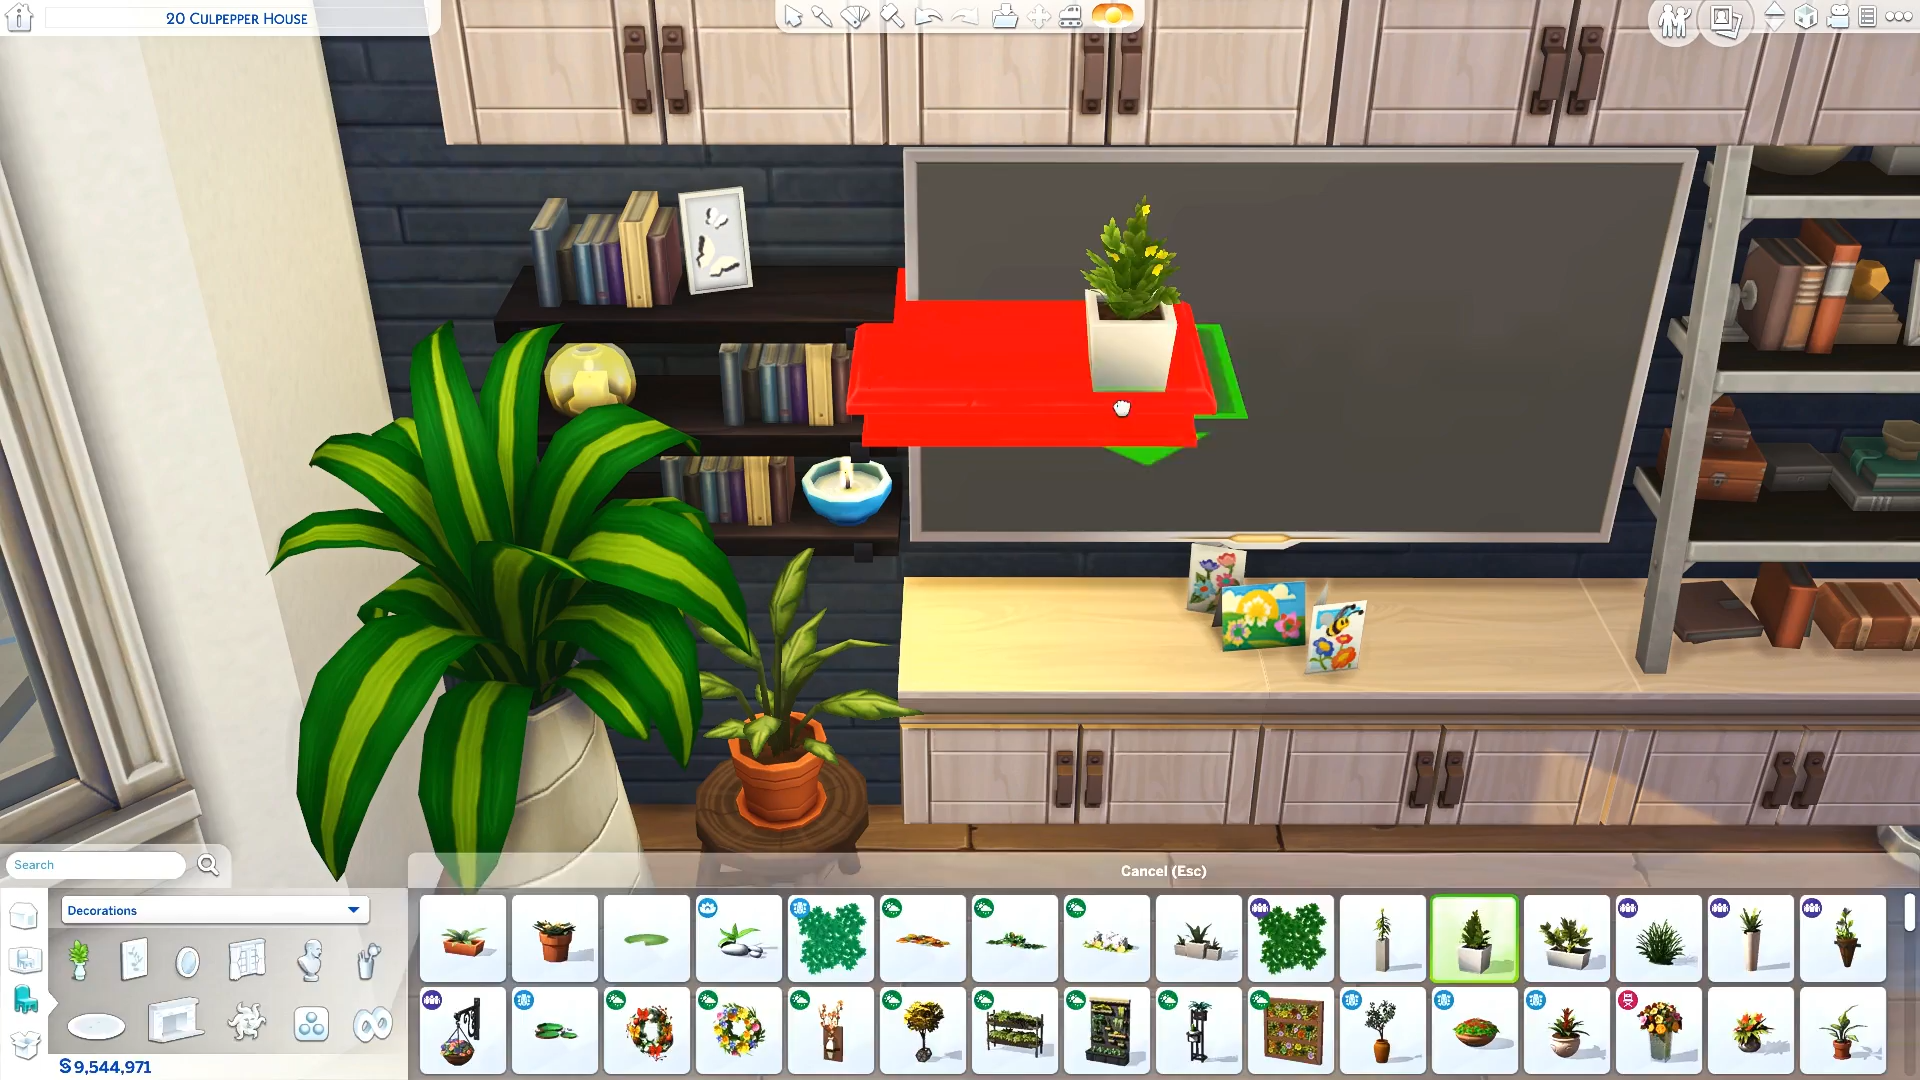 20 Culpepper House
Cancel (Esc)
Search
Decorations
§9,544,971